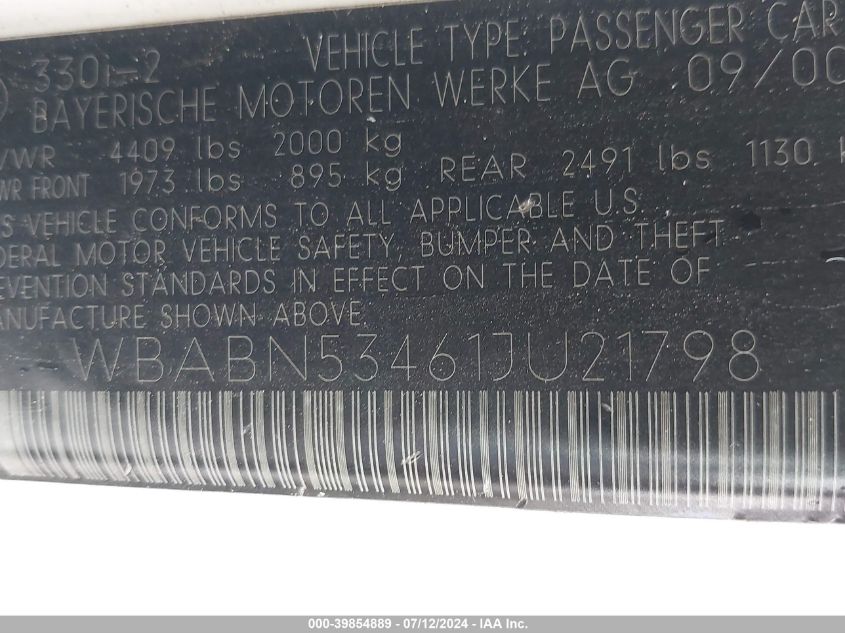 330i-2 VEHICLE TYPE: PASSENGER CAR
BAYERISCHE MOTOREN WERKE AG 09/00
VWR 4409 lbs 2000 kg
WR FRONT 1973 lbs 895 kg REAR 2491 lbs 1130 k
S VEHICLE CONFORMS TO ALL APPLICABLE U.S.
DERAL MOTOR VEHICLE SAFETY, BUMPER AND THEFT
EVENTION STANDARDS IN EFFECT ON THE DATE OF
ANUFACTURE SHOWN ABOVE.
WBABN53461JU21798
000-39854889 - 07/12/2024 - IAA Inc.